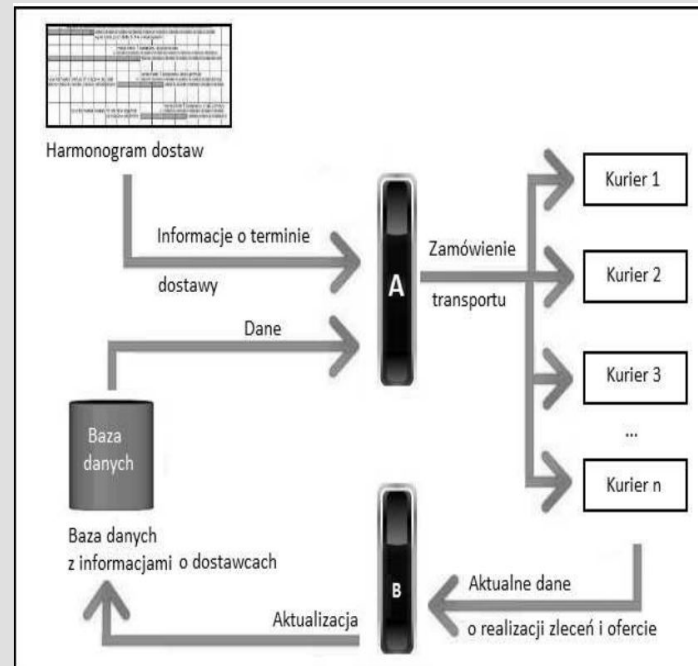 Harmonogram dostaw
Informacje o terminie
dostawy
Dane
A
Zamówienie
transportu
Kurier 1
Kurier 2
Kurier 3
...
Kurier n
Baza
danych
Baza danych
z informacjami o dostawcach
Aktualizacja
B
Aktualne dane
o realizacji zleceń i ofercie